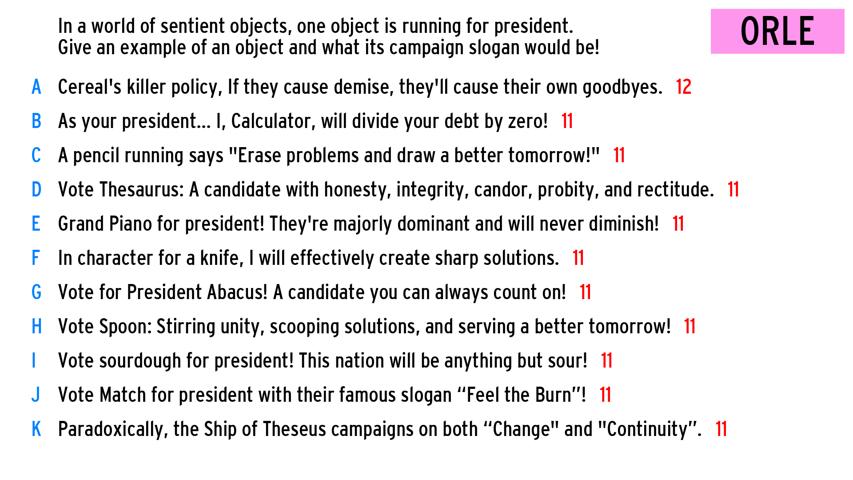 In a world of sentient objects, one object is running for president.
Give an example of an object and what its campaign slogan would be!
ORLE
A Cereal's killer policy, If they cause demise, they'll cause their own goodbyes. 12
B As your president... I, Calculator, will divide your debt by zero! 11
C A pencil running says "Erase problems and draw a better tomorrow!" 11
D Vote Thesaurus: A candidate with honesty, integrity, candor, probity, and rectitude. 11
E Grand Piano for president! They're majorly dominant and will never diminish! 11
F In character for a knife, I will effectively create sharp solutions. 11
G Vote for President Abacus! A candidate you can always count on! 11
H Vote Spoon: Stirring unity, scooping solutions, and serving a better tomorrow! 11
I Vote sourdough for president! This nation will be anything but sour! 11
J Vote Match for president with their famous slogan “Feel the Burn”! 11
K Paradoxically, the Ship of Theseus campaigns on both “Change" and "Continuity”. 11